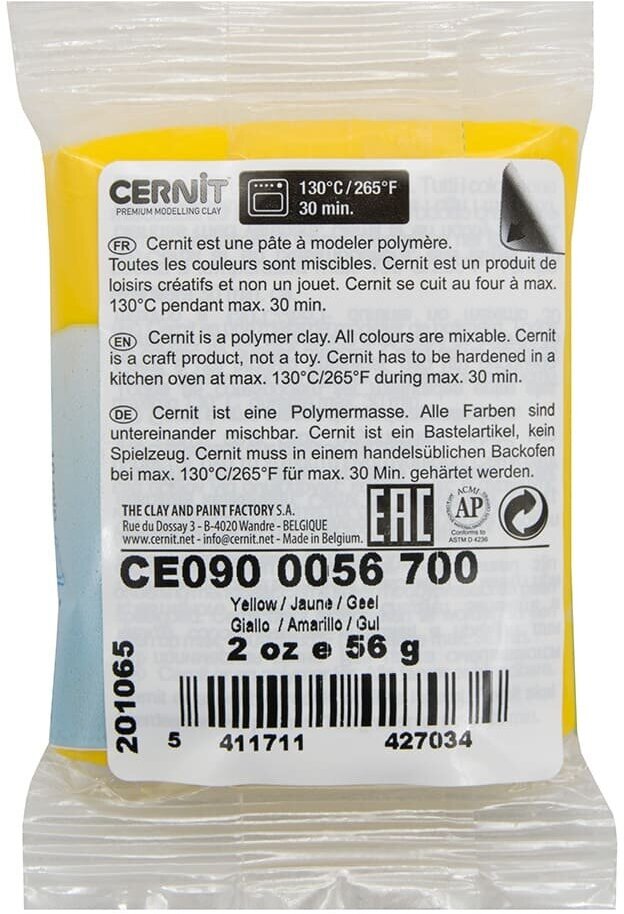 CERNIT
PREMIUM MODELLING CLAY
130°C/265°F
30 min.
FR Cernit est une pâte à modeler polymère.
Toutes les couleurs sont miscibles. Cernit est un produit de
loisirs créatifs et non un jouet. Cernit se cuit au four à max.
130°C pendant max. 30 min.
EN Cernit is a polymer clay. All colours are mixable. Cernit
is a craft product, not a toy. Cernit has to be hardened in a
kitchen oven at max. 130°C/265°F during max. 30 min.
DE Cernit ist eine Polymermasse. Alle Farben sind
untereinander mischbar. Cernit ist ein Bastelartikel, kein
Spielzeug. Cernit muss in einem handelsüblichen Backofen
bei max. 130°C/265°F für max. 30 Min. gehärtet werden.
THE CLAY AND PAINT FACTORY S.A.
Rue du Dossay 3 - B-4020 Wandre - BELGIQUE
www.cernit.net - info@cernit.net - Made in Belgium.
EAC
ACMI
AP
Conforms to
ASTM D 4236
CE090 0056 700
Yellow / Jaune / Geel
Giallo / Amarillo / Gul
2 oz e 56 g
201065
5 411711 427034